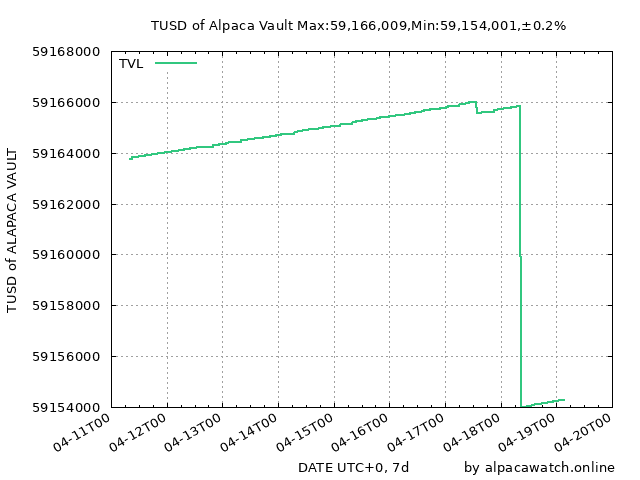 TUSD of Alpaca Vault Max:59,166,009,Min:59,154,001,±0.2%
TVL
TUSD of ALAPACA VAULT
59168000
59166000
59164000
59162000
59160000
59158000
59156000
59154000
04-11T00
04-12T00
04-13T00
04-14T00
04-15T00
04-16T00
04-17T00
04-18T00
04-19T00
04-20T00
DATE UTC+0, 7d
by alpacawatch.online